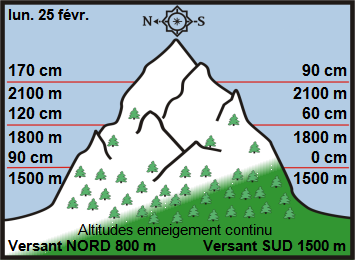 lun. 25 févr.
N S
170 cm 90 cm
2100 m 2100 m
120 cm 60 cm
1800 m 1800 m
90 cm 0 cm
1500 m 1500 m
Altitudes enneigement continu
Versant NORD 800 m Versant SUD 1500 m